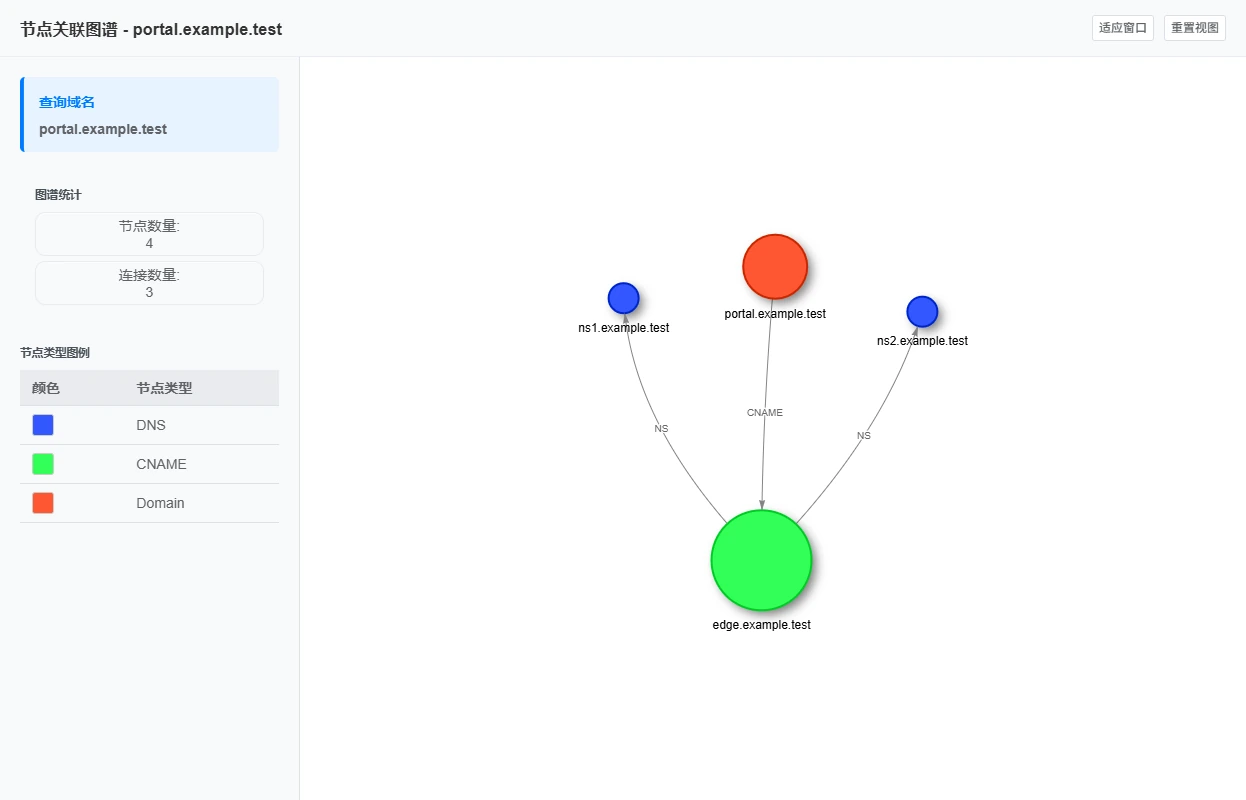 节点关联图谱 - portal.example.test
适应窗口
重置视图
查询域名
portal.example.test
图谱统计
节点数量:
4
连接数量:
3
节点类型图例
颜色 节点类型
DNS
CNAME
Domain
portal.example.test
ns1.example.test
ns2.example.test
CNAME
NS
NS
edge.example.test